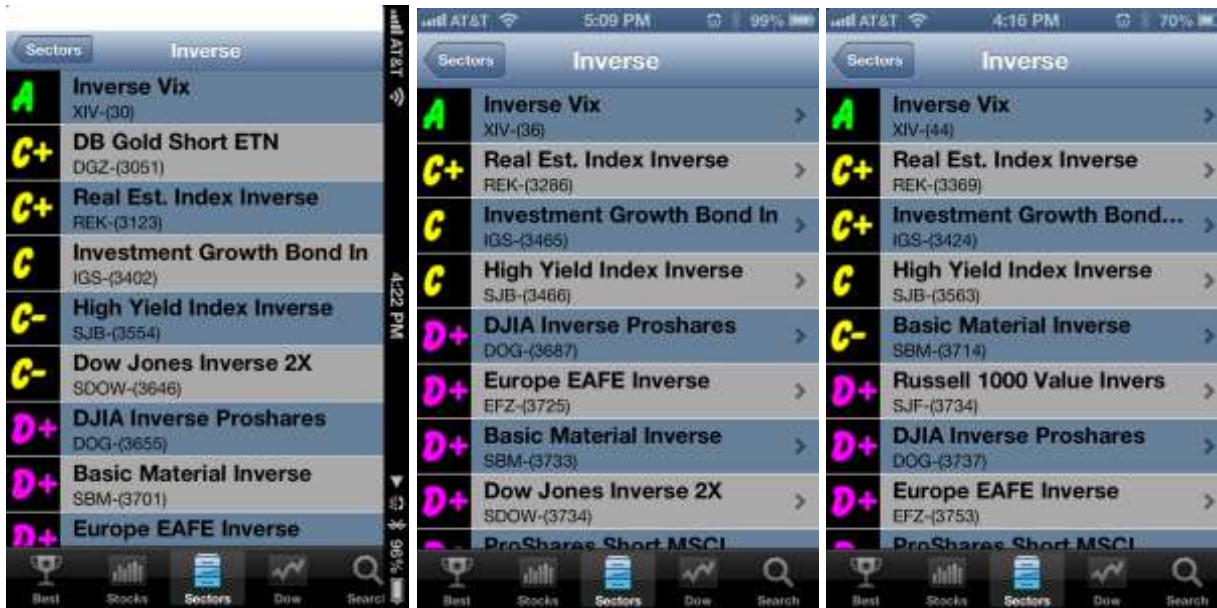 Sectors
Inverse
A
Inverse Vix
XIV-(30)
C+
DB Gold Short ETN
DGZ-(3051)
C+
Real Est. Index Inverse
REK-(3123)
C
Investment Growth Bond In
IGS-(3402)
C-
High Yield Index Inverse
SJB-(3554)
C-
Dow Jones Inverse 2X
SDOW-(3646)
D+
DJIA Inverse Proshares
DOG-(3655)
D+
Basic Material Inverse
SBM-(3701)
D+
Europe EAFE Inverse
Best
Stocks
Sectors
Dow
Searcl
AT&T
4:22 PM
96%
AT&T
5:09 PM
99%
Sectors
Inverse
A
Inverse Vix
XIV-(36)
C+
Real Est. Index Inverse
REK-(3286)
C
Investment Growth Bond In
IGS-(3465)
C
High Yield Index Inverse
SJB-(3466)
D+
DJIA Inverse Proshares
DOG-(3687)
D+
Europe EAFE Inverse
EFZ-(3725)
D+
Basic Material Inverse
SBM-(3733)
D+
Dow Jones Inverse 2X
SDOW-(3734)
ProShares Short MSCI
Best
Stocks
Sectors
Dow
Search
AT&T
4:16 PM
70%
Sectors
Inverse
A
Inverse Vix
XIV-(44)
C+
Real Est. Index Inverse
REK-(3369)
C+
Investment Growth Bond...
IGS-(3424)
C
High Yield Index Inverse
SJB-(3563)
C-
Basic Material Inverse
SBM-(3714)
D+
Russell 1000 Value Invers
SJF-(3734)
D+
DJIA Inverse Proshares
DOG-(3737)
D+
Europe EAFE Inverse
EFZ-(3753)
ProShares Short MSCI
Best
Stocks
Sectors
Dow
Search